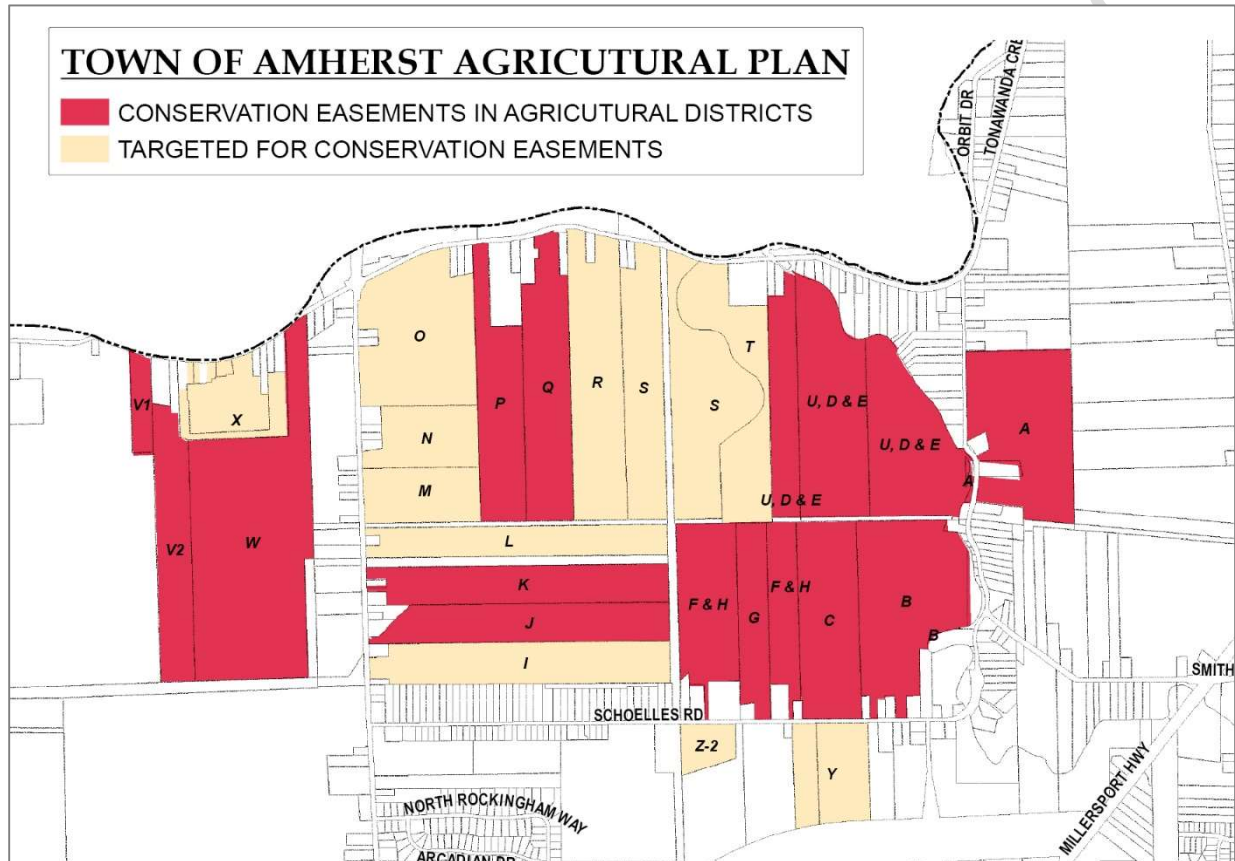 TOWN OF AMHERST AGRICUTURAL PLAN
CONSERVATION EASEMENTS IN AGRICUTURAL DISTRICTS
TARGETED FOR CONSERVATION EASEMENTS
ORBIT DR
TONAWANDA CRE
O
P
Q
R
S
S
T
U, D & E
U, D & E
U, D & E
A
A
V1
X
N
M
V2
W
L
K
J
I
F & H
G
F & H
C
B
B
SMITH
SCHOELLES RD
Z-2
Y
MILLERSPORT HWY
NORTH ROCKINGHAM WAY
ARCADIAN DR